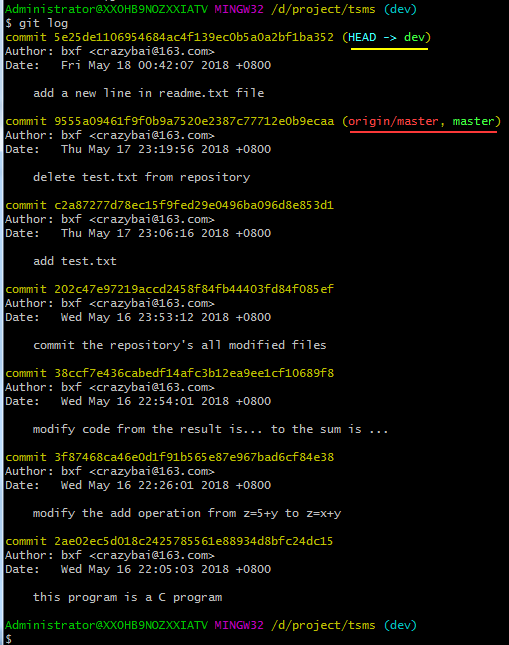 Administrator@XXOHB9NOZXXIATV MINGW32 /d/project/tsms (dev)
$ git log
commit 5e25de1106954684ac4f139ec0b5a0a2bf1ba352 (HEAD -> dev)
Author: bxf <crazybai@163.com>
Date:   Fri May 18 00:42:07 2018 +0800
    add a new line in readme.txt file
commit 9555a09461f9f0b9a7520e2387c77712e0b9ecaa (origin/master, master)
Author: bxf <crazybai@163.com>
Date:   Thu May 17 23:19:56 2018 +0800
    delete test.txt from repository
commit c2a87277d78ec15f9fed29e0496ba096d8e853d1
Author: bxf <crazybai@163.com>
Date:   Thu May 17 23:06:16 2018 +0800
    add test.txt
commit 202c47e97219accd2458f84fb44403fd84f085ef
Author: bxf <crazybai@163.com>
Date:   Wed May 16 23:53:12 2018 +0800
    commit the repository's all modified files
commit 38ccf7e436cabedf14afc3b12ea9ee1cf10689f8
Author: bxf <crazybai@163.com>
Date:   Wed May 16 22:54:01 2018 +0800
    modify code from the result is... to the sum is ...
commit 3f87468ca46e0d1f91b565e87e967bad6cf84e38
Author: bxf <crazybai@163.com>
Date:   Wed May 16 22:26:01 2018 +0800
    modify the add operation from z=5+y to z=x+y
commit 2ae02ec5d018c2425785561e88934d8bfc24dc15
Author: bxf <crazybai@163.com>
Date:   Wed May 16 22:05:03 2018 +0800
    this program is a C program
Administrator@XXOHB9NOZXXIATV MINGW32 /d/project/tsms (dev)
$